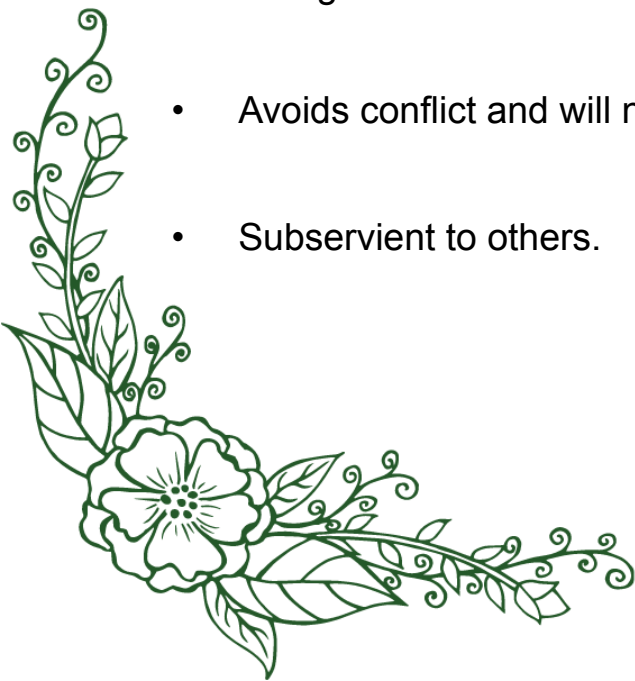 • Avoids conflict and will
• Subservient to others.